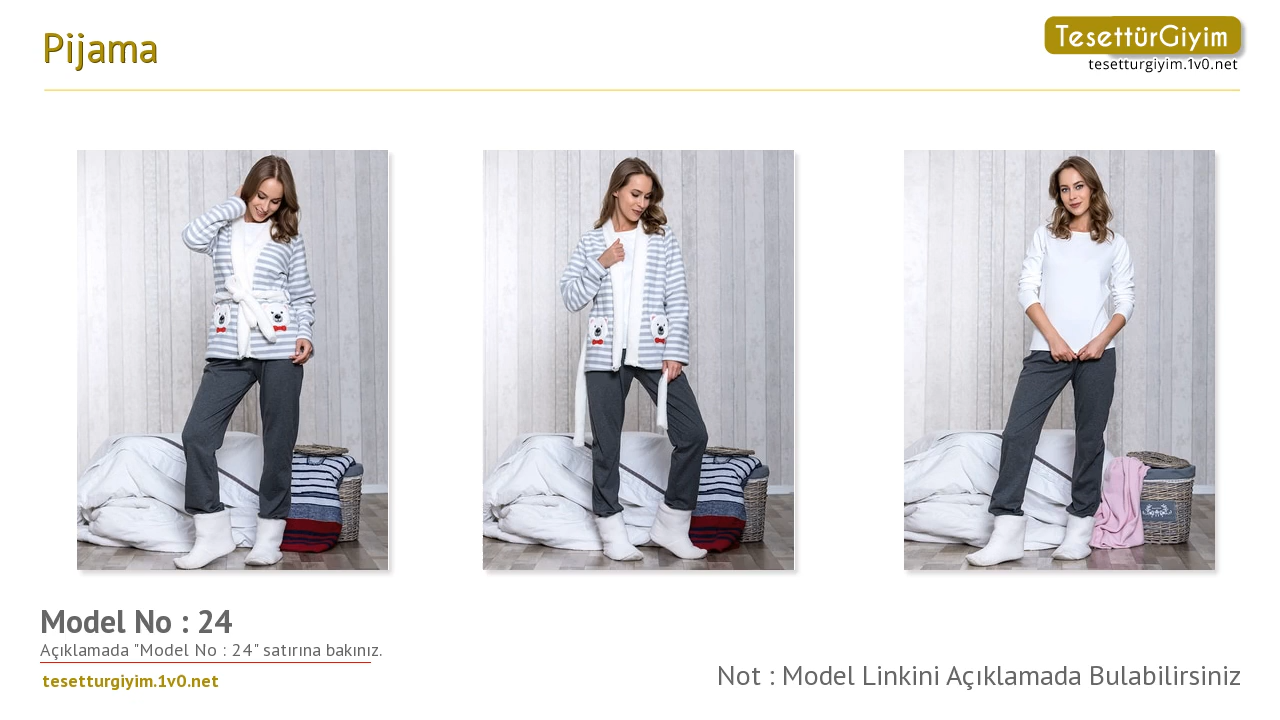 Pijama
TesettürGiyim
tesetturgiyim.1v0.net
Model No : 24
Açıklamada "Model No : 24" satırına bakınız.
tesetturgiyim.1v0.net
Not : Model Linkini Açıklamada Bulabilirsiniz